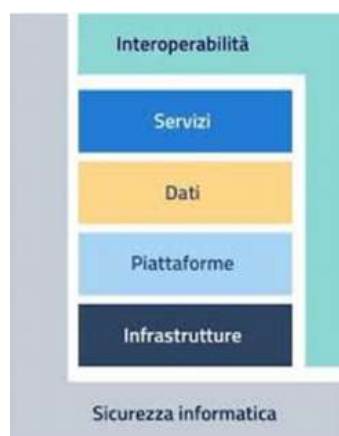 Interoperabilità
Servizi
Dati
Piattaforme
Infrastrutture
Sicurezza informatica